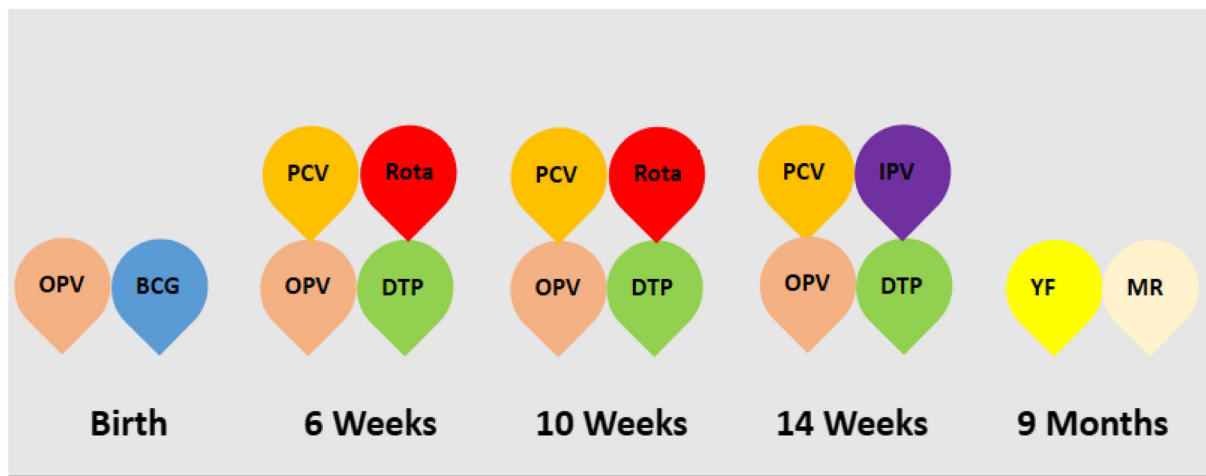 PCV Rota PCV Rota PCV IPV
OPV BCG OPV DTP OPV DTP OPV DTP YF MR
Birth 6 Weeks 10 Weeks 14 Weeks 9 Months